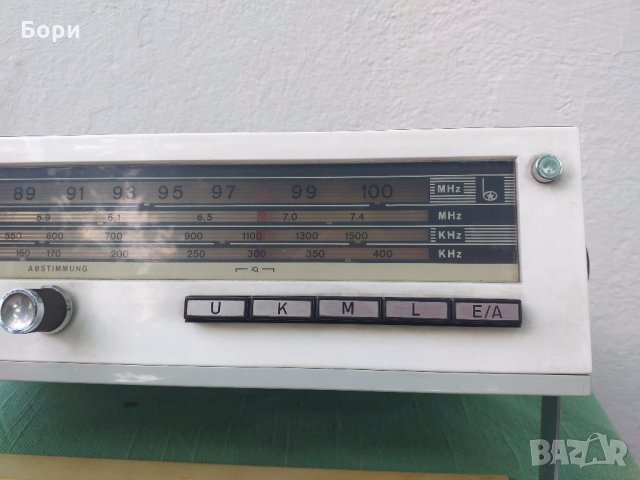 Бори
89 91 93 95 97 99 100 MHz
5.9 6.1 6.5 7.0 7.4 MHz
550 600 700 900 1100 1300 1500 KHz
160 170 200 250 300 350 400 KHz
ABSTIMMUNG
U K M L E/A
BAZAR